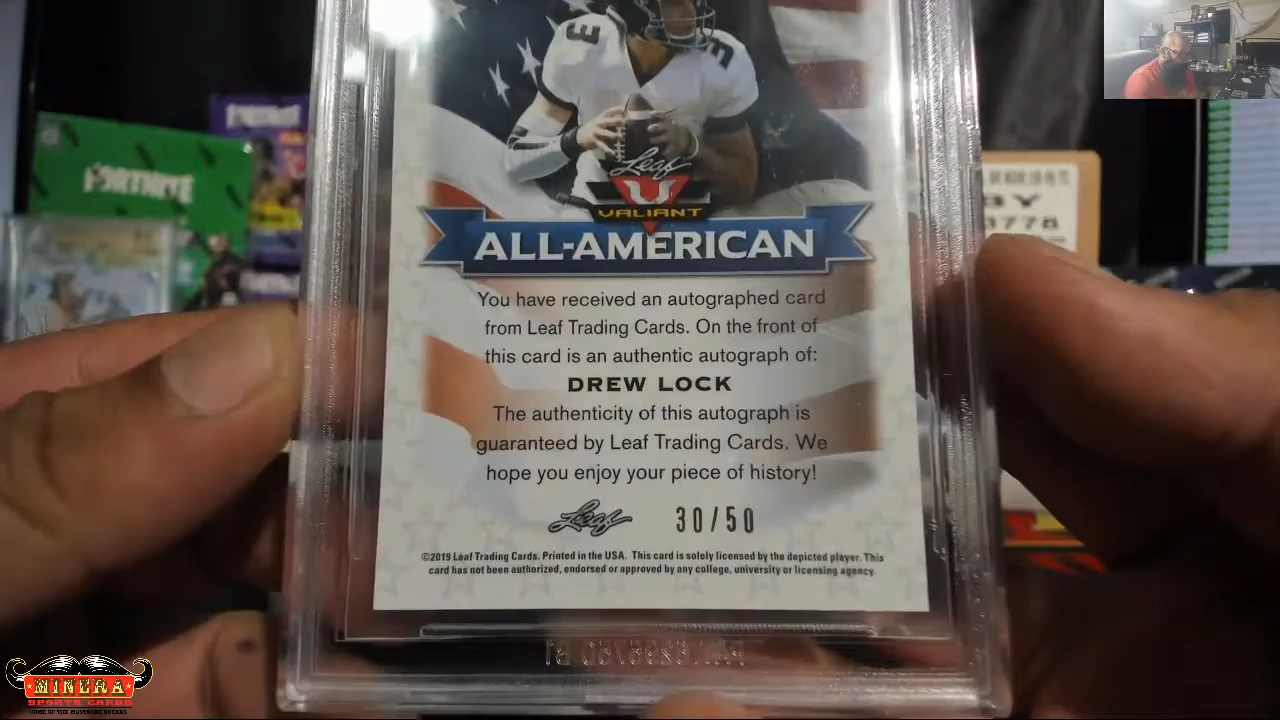 3 3
FORTNITE
Leaf
VALIANT
ALL-AMERICAN
You have received an autographed card
from Leaf Trading Cards. On the front of
this card is an authentic autograph of:
DREW LOCK
The authenticity of this autograph is
guaranteed by Leaf Trading Cards. We
hope you enjoy your piece of history!
Leaf 30/50
©2019 Leaf Trading Cards. Printed in the USA. This card is solely licensed by the depicted player. This
card has not been authorized, endorsed or approved by any college, university or licensing agency.
MINERA
SPORTS CARDS